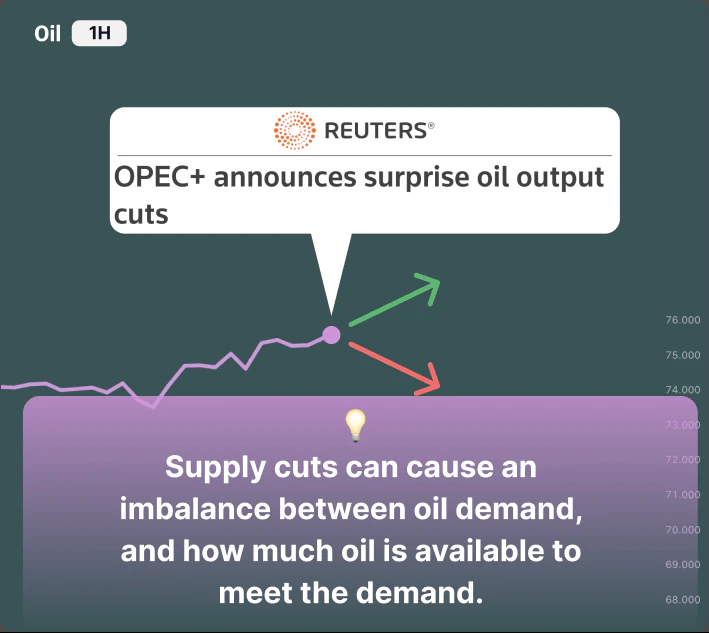 Oil 1H
REUTERS®
OPEC+ announces surprise oil output
cuts
76.000
75.000
74.000
73.000
72.000
71.000
70.000
69.000
68.000
Supply cuts can cause an
imbalance between oil demand,
and how much oil is available to
meet the demand.